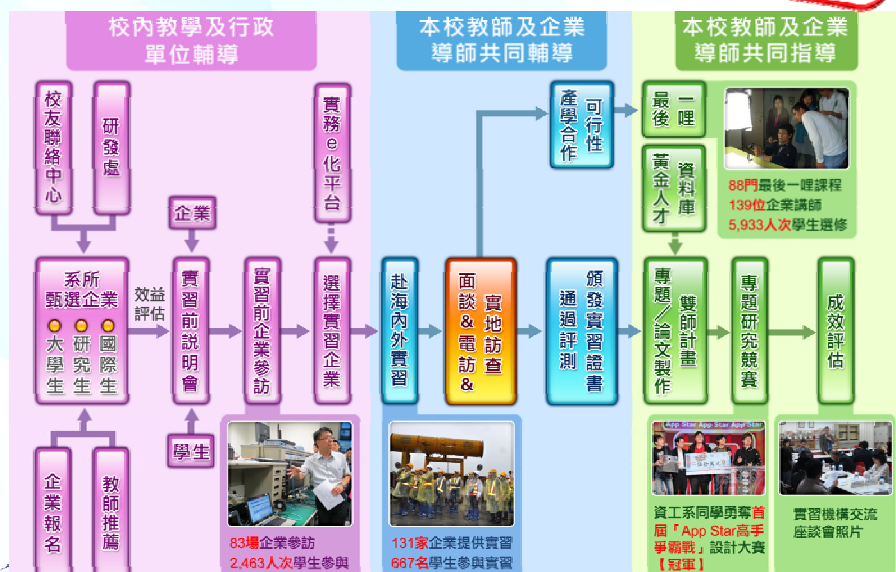 校內教學及行政
單位輔導
本校教師及企業
導師共同輔導
本校教師及企業
導師共同指導
校友聯絡中心
研發處
實務e化平台
產學合作
可行性
最後一哩
黃金人才
資料庫
88門最後一哩課程
139位企業講師
5,933人次學生選修
企業
系所
甄選企業
大學生
研究生
國際生
效益
評估
實習前說明會
實習前企業參訪
選擇實習企業
赴海內外實習
面談&電訪&
實地訪查
通過評測
頒發實習證書
專題/論文製作
雙師計畫
專題研究競賽
成效評估
學生
企業報名
教師推薦
83場企業參訪
2,463人次學生參與
131家企業提供實習
667名學生參與實習
App Star App Star App Star
資工系同學勇奪首
屆「App Star高手
爭霸戰」設計大賽
【冠軍】
實習機構交流
座談會照片